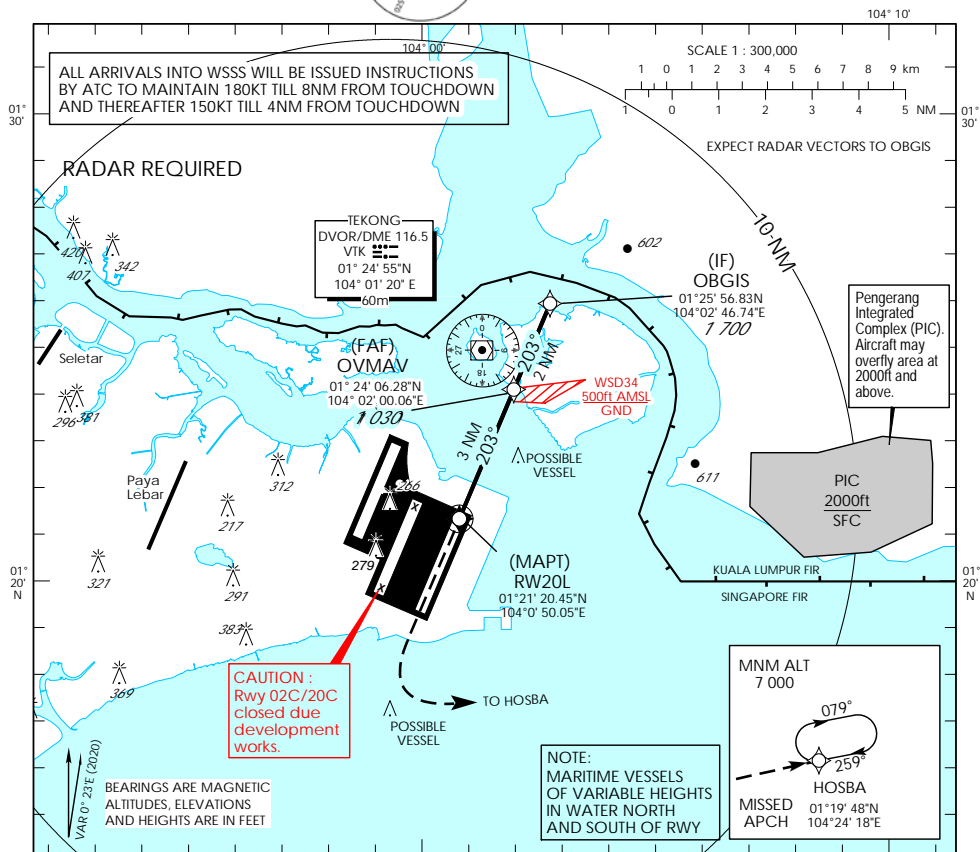 025
104° 10'
104° 00'
ALL ARRIVALS INTO WSSS WILL BE ISSUED INSTRUCTIONS
BY ATC TO MAINTAIN 180KT TILL 8NM FROM TOUCHDOWN
AND THEREAFTER 150KT TILL 4NM FROM TOUCHDOWN
SCALE 1 : 300,000
1 0 1 2 3 4 5 6 7 8 9 km
1 0 1 2 3 4 5 NM
01°
30'
01°
30'
EXPECT RADAR VECTORS TO OBGIS
RADAR REQUIRED
10-NM
TEKONG
DVOR/DME 116.5
VTK
01° 24' 55"N
104° 01' 20" E
60m
420
407
342
602
(IF)
OBGIS
01°25' 56.83N
104°02' 46.74"E
1 700
Pengerang
Integrated
Complex (PIC).
Aircraft may
overfly area at
2000ft and
above.
Seletar
(FAF)
OVMAV
01° 24' 06.28"N
104° 02' 00.06"E
1 030
0
9
18
27
203°
2 NM
WSD34
500ft AMSL
GND
296
381
3 NM
203°
POSSIBLE
VESSEL
611
312
266
Paya
Lebar
217
PIC
2000ft
SFC
279
x
x
321
291
(MAPT)
RW20L
01°21' 20.45"N
104°0' 50.05"E
KUALA LUMPUR FIR
SINGAPORE FIR
01°
20'
N
01°
20'
N
383
369
CAUTION :
Rwy 02C/20C
closed due
development
works.
TO HOSBA
POSSIBLE
VESSEL
MNM ALT
7 000
079°
259°
HOSBA
01°19' 48"N
104°24' 18"E
MISSED
APCH
NOTE:
MARITIME VESSELS
OF VARIABLE HEIGHTS
IN WATER NORTH
AND SOUTH OF RWY
VAR 0° 23'E (2020)
BEARINGS ARE MAGNETIC
ALTITUDES, ELEVATIONS
AND HEIGHTS ARE IN FEET